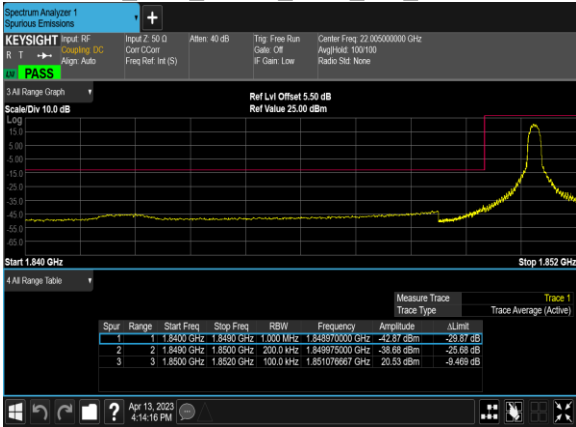 Spectrum Analyzer 1
Spurious Emissions
+
KEYSIGHT Input: RF Input Z: 50 Ω Atten: 40 dB Trig: Free Run Center Freq: 22.005000000 GHz
R T Coupling: DC Corr CCorr Gate: Off Avg|Hold: 100/100
Align: Auto Freq Ref: Int (S) IF Gain: Low Radio Std: None
PASS
3 All Range Graph Ref Lvl Offset 5.50 dB
Scale/Div 10.0 dB Ref Value 25.00 dBm
Log
15.0
5.00
-5.00
-15.0
-25.0
-35.0
-45.0
-55.0
-65.0
Start 1.840 GHz Stop 1.852 GHz
4 All Range Table
Measure Trace Trace 1
Trace Type Trace Average (Active)
Spur Range Start Freq Stop Freq RBW Frequency Amplitude ΔLimit
1 1 1.8400 GHz 1.8490 GHz 1.000 MHz 1.848970000 GHz -42.87 dBm -29.87 dB
2 2 1.8490 GHz 1.8500 GHz 200.0 kHz 1.849975000 GHz -38.68 dBm -25.68 dB
3 3 1.8500 GHz 1.8520 GHz 100.0 kHz 1.851076667 GHz 20.53 dBm -9.469 dB
? Apr 13, 2023
4:14:16 PM